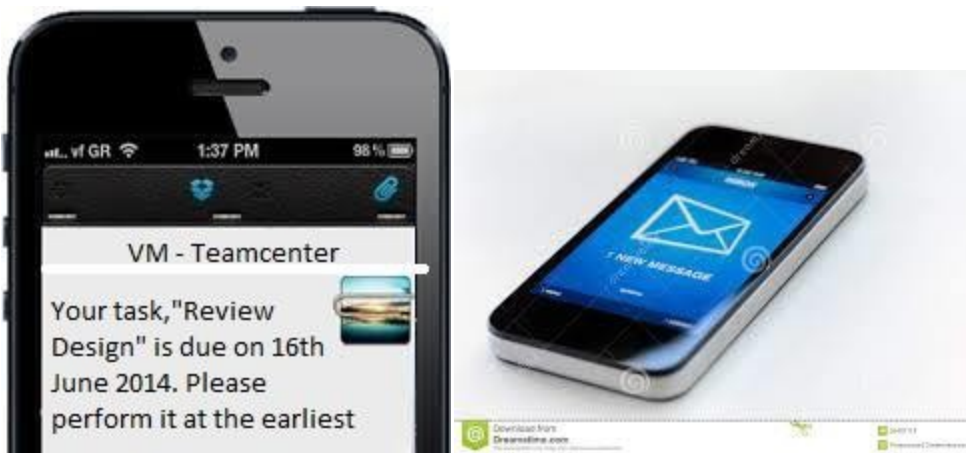 vf GR 1:37 PM 98%
VM - Teamcenter
Your task,"Review
Design" is due on 16th
June 2014. Please
perform it at the earliest
INBOX
1 NEW MESSAGE
Download from
Dreamstime.com